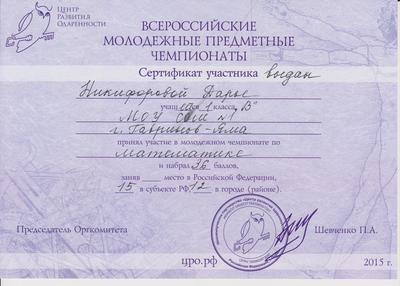 ЦЕНТР
РАЗВИТИЯ
ОДАРЕННОСТИ
ВСЕРОССИЙСКИЕ
МОЛОДЕЖНЫЕ ПРЕДМЕТНЫЕ
ЧЕМПИОНАТЫ
Сертификат участника выдан
Никифоровой Дарье
учащ 1 класса „В"
МОУ СОШ №1
г. Гаврилов-Яма
принял участие в молодежном чемпионате по
математике
и набрал 36 баллов,
заняв ____ место в Российской Федерации,
15 в субъекте РФ 12 в городе (районе).
Председатель Оргкомитета
Шевченко П.А.
цро.рф
2015 г.